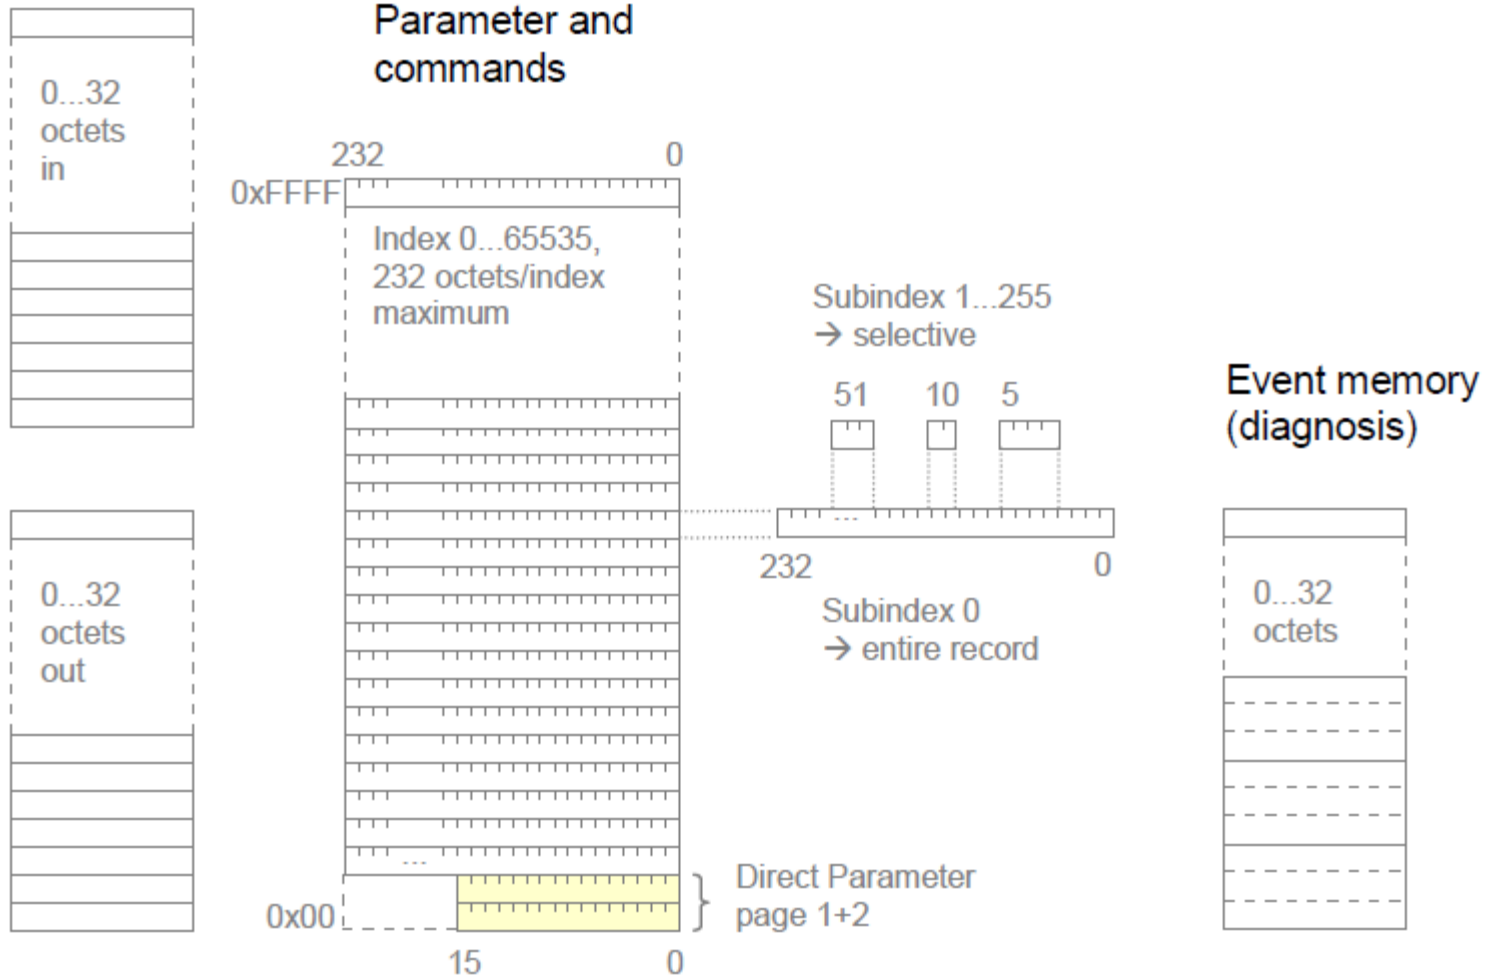 Parameter and
commands
0...32
octets
in
232
0
0xFFFF
Index 0...65535,
232 octets/index
maximum
Subindex 1...255
→ selective
51
10
5
Event memory
(diagnosis)
...
232
0
Subindex 0
→ entire record
0...32
octets
out
0...32
octets
...
Direct Parameter
page 1+2
0x00
15
0